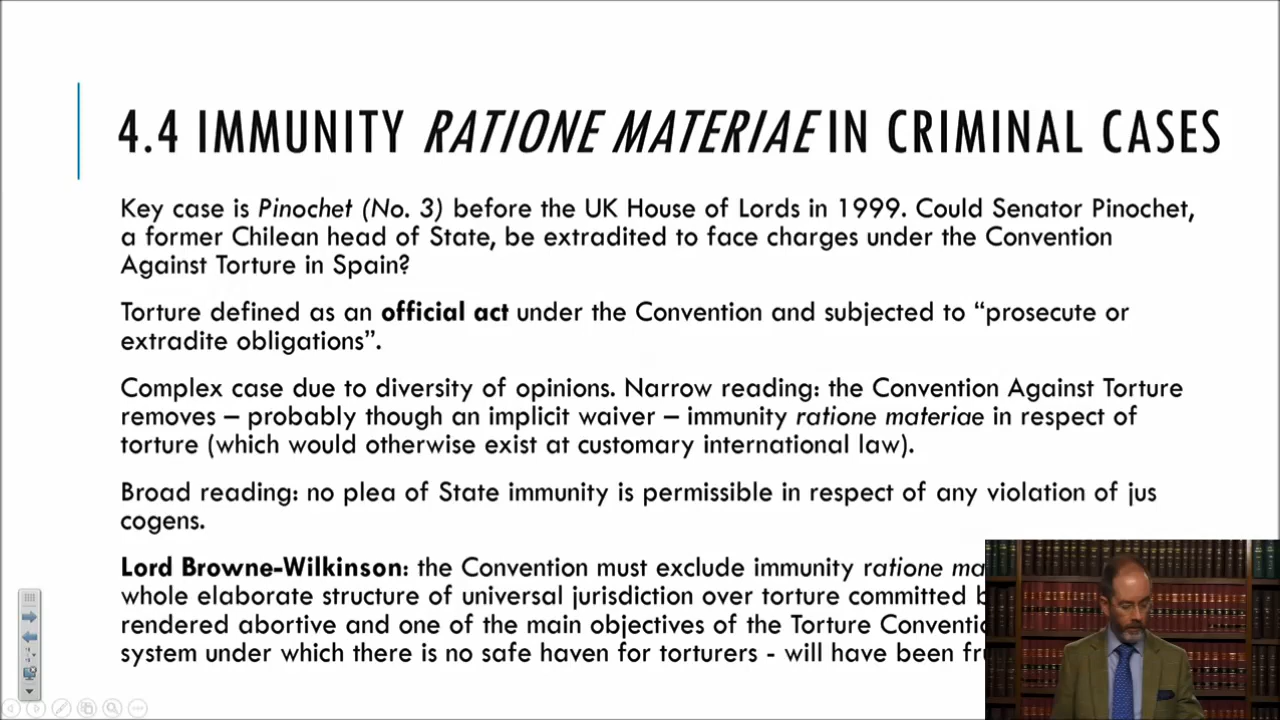 4.4 IMMUNITY RATIONE MATERIAE IN CRIMINAL CASES
Key case is Pinochet (No. 3) before the UK House of Lords in 1999. Could Senator Pinochet,
a former Chilean head of State, be extradited to face charges under the Convention
Against Torture in Spain?
Torture defined as an official act under the Convention and subjected to “prosecute or
extradite obligations”.
Complex case due to diversity of opinions. Narrow reading: the Convention Against Torture
removes – probably though an implicit waiver – immunity ratione materiae in respect of
torture (which would otherwise exist at customary international law).
Broad reading: no plea of State immunity is permissible in respect of any violation of jus
cogens.
Lord Browne-Wilkinson: the Convention must exclude immunity ratione
whole elaborate structure of universal jurisdiction over torture committed
rendered abortive and one of the main objectives of the Torture
system under which there is no safe haven for torturers - will have been